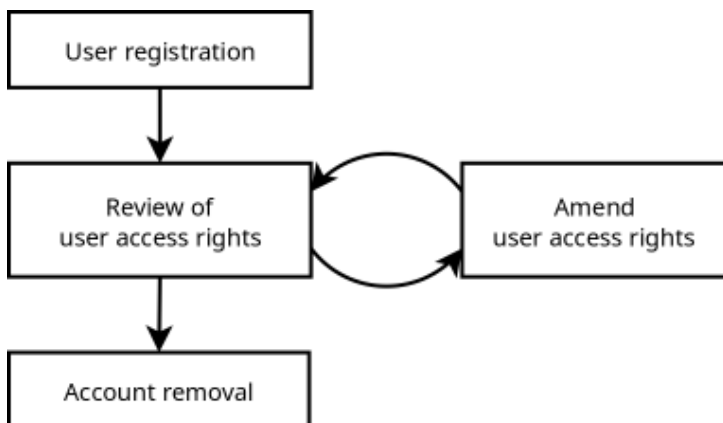 User registration
Review of
user access rights
Amend
user access rights
Account removal